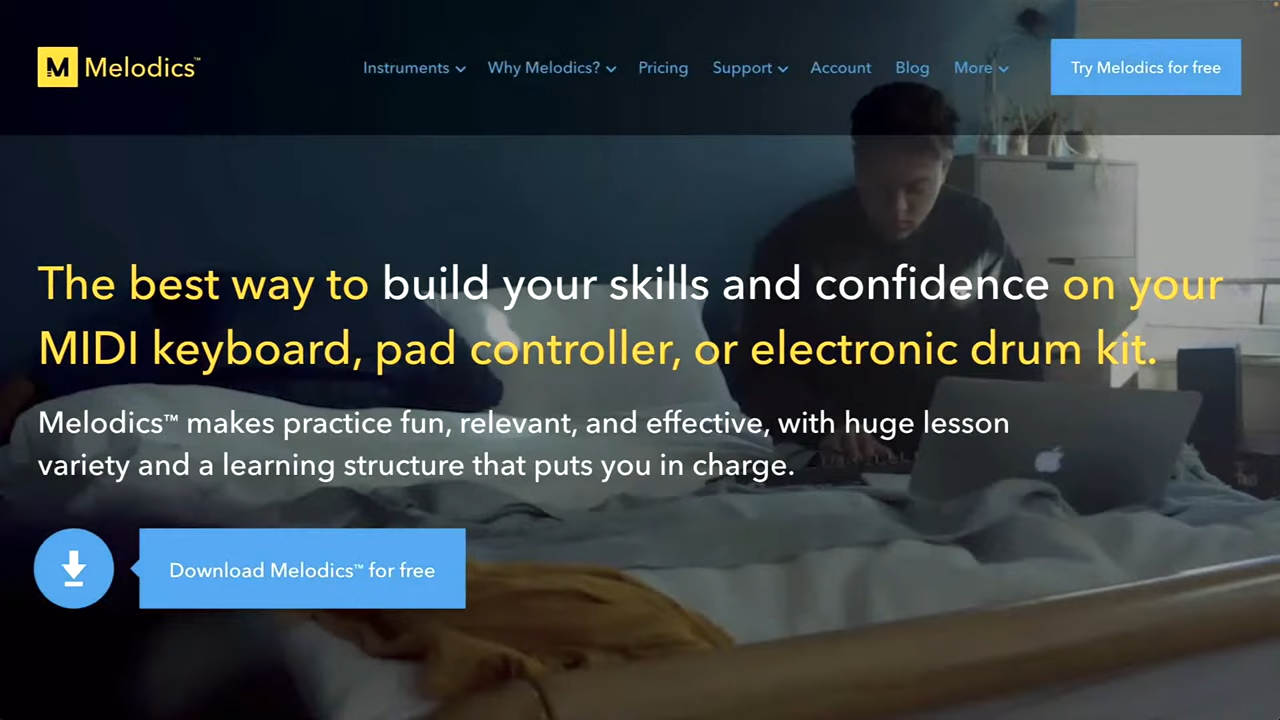 M Melodics™
Instruments Why Melodics? Pricing Support Account Blog More Try Melodics for free
The best way to build your skills and confidence on your
MIDI keyboard, pad controller, or electronic drum kit.
Melodics™ makes practice fun, relevant, and effective, with huge lesson
variety and a learning structure that puts you in charge.
Download Melodics™ for free